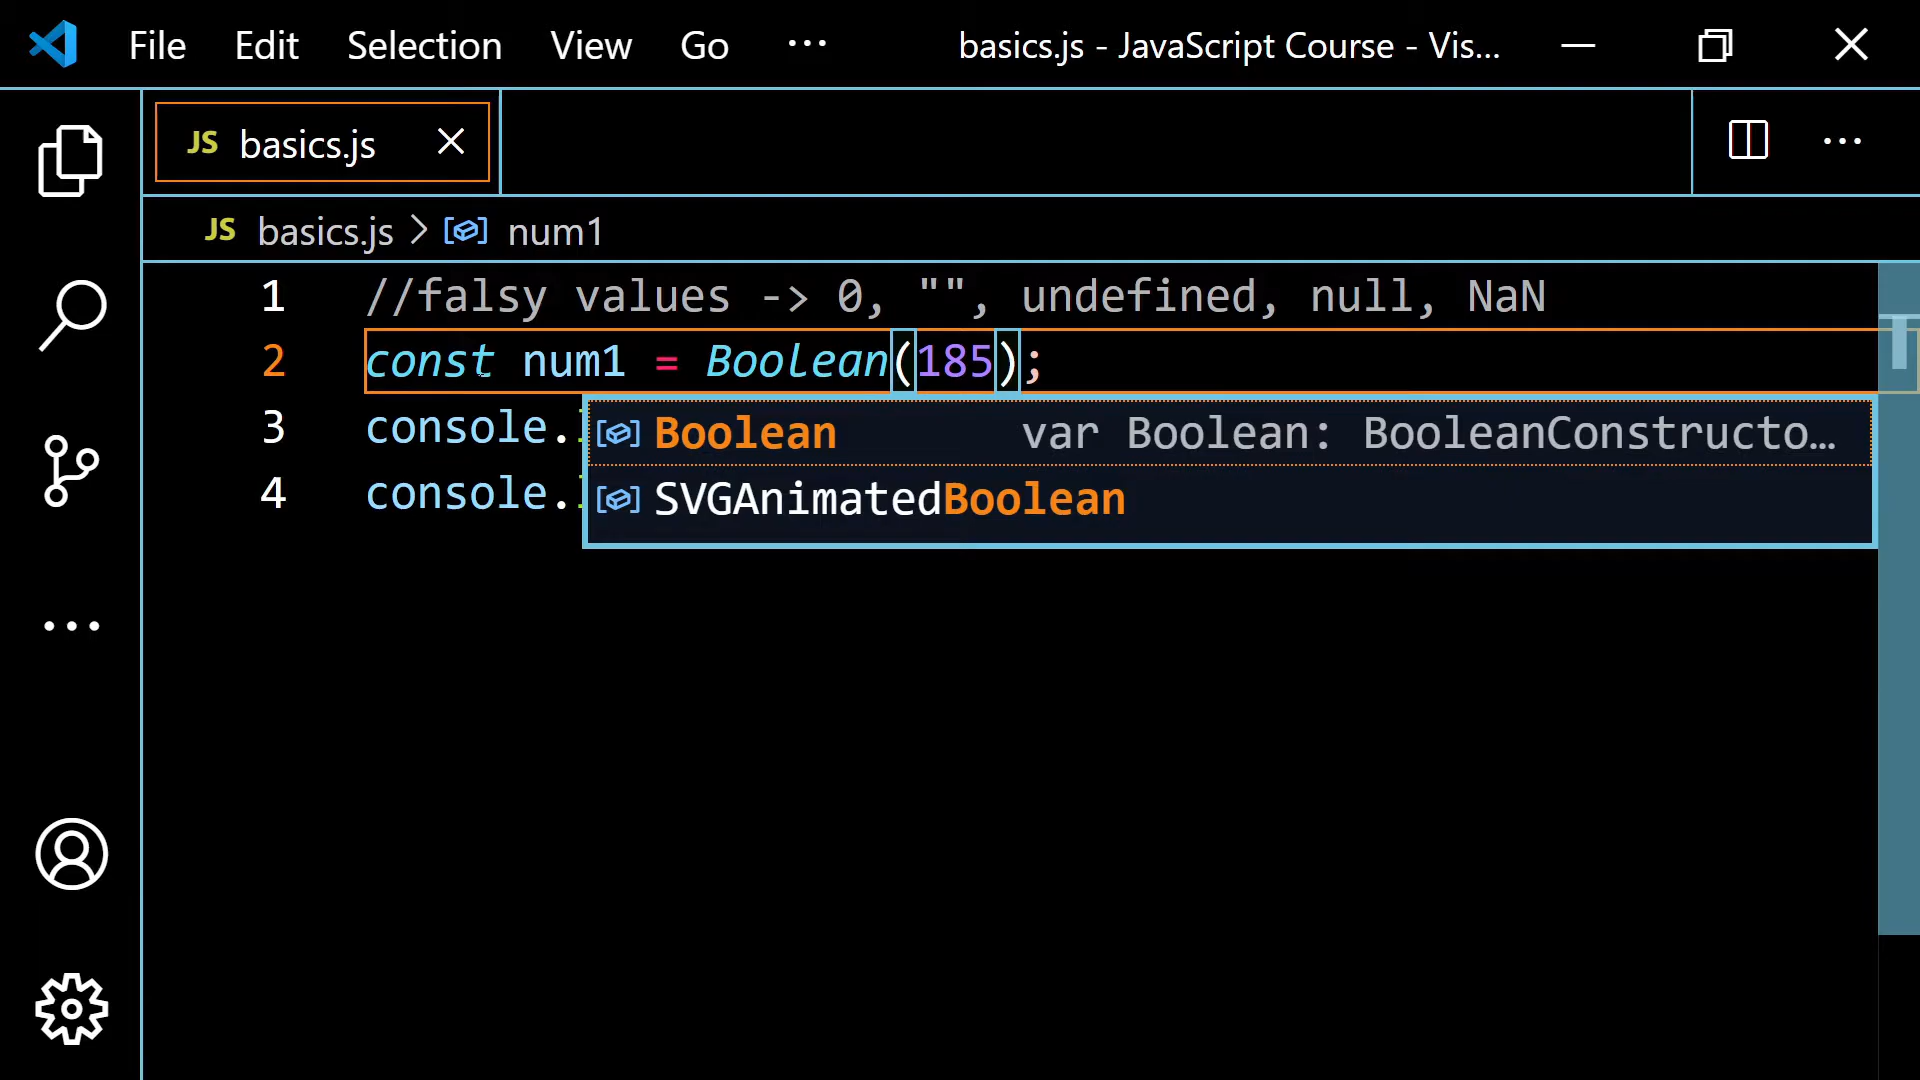 File Edit Selection View Go ··· basics.js - JavaScript Course - Vis...
JS basics.js
JS basics.js > num1
1 //falsy values -> 0, "", undefined, null, NaN
2 const num1 = Boolean(185);
3 console.
Boolean var Boolean: BooleanConstructo…
4 console.
SVGAnimatedBoolean